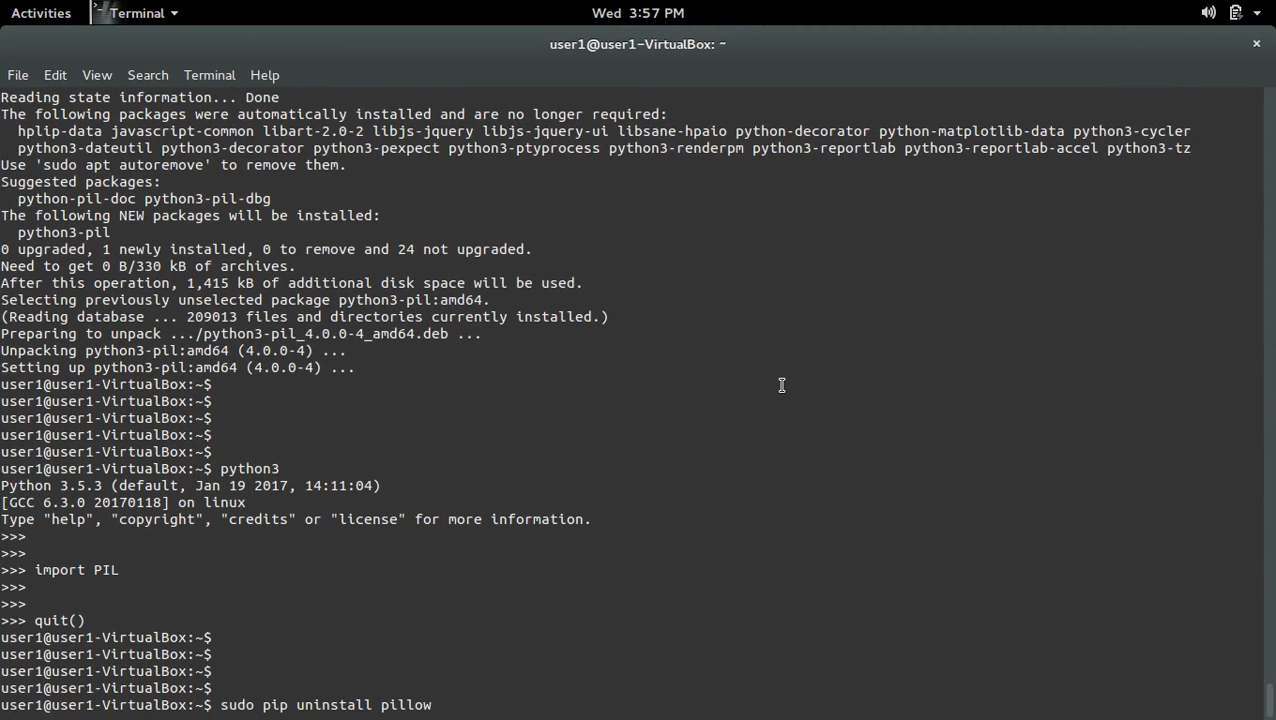 Activities Terminal Wed 3:57 PM
user1@user1-VirtualBox: ~ ×
File Edit View Search Terminal Help
Reading state information... Done
The following packages were automatically installed and are no longer required:
  hplip-data javascript-common libart-2.0-2 libjs-jquery libjs-jquery-ui libsane-hpaio python-decorator python-matplotlib-data python3-cycler
  python3-dateutil python3-decorator python3-pexpect python3-ptyprocess python3-renderpm python3-reportlab python3-reportlab-accel python3-tz
Use 'sudo apt autoremove' to remove them.
Suggested packages:
  python-pil-doc python3-pil-dbg
The following NEW packages will be installed:
  python3-pil
0 upgraded, 1 newly installed, 0 to remove and 24 not upgraded.
Need to get 0 B/330 kB of archives.
After this operation, 1,415 kB of additional disk space will be used.
Selecting previously unselected package python3-pil:amd64.
(Reading database ... 209013 files and directories currently installed.)
Preparing to unpack .../python3-pil_4.0.0-4_amd64.deb ...
Unpacking python3-pil:amd64 (4.0.0-4) ...
Setting up python3-pil:amd64 (4.0.0-4) ...
user1@user1-VirtualBox:~$
user1@user1-VirtualBox:~$
user1@user1-VirtualBox:~$
user1@user1-VirtualBox:~$
user1@user1-VirtualBox:~$
user1@user1-VirtualBox:~$ python3
Python 3.5.3 (default, Jan 19 2017, 14:11:04)
[GCC 6.3.0 20170118] on linux
Type "help", "copyright", "credits" or "license" for more information.
>>>
>>>
>>> import PIL
>>>
>>>
>>> quit()
user1@user1-VirtualBox:~$
user1@user1-VirtualBox:~$
user1@user1-VirtualBox:~$
user1@user1-VirtualBox:~$
user1@user1-VirtualBox:~$ sudo pip uninstall pillow